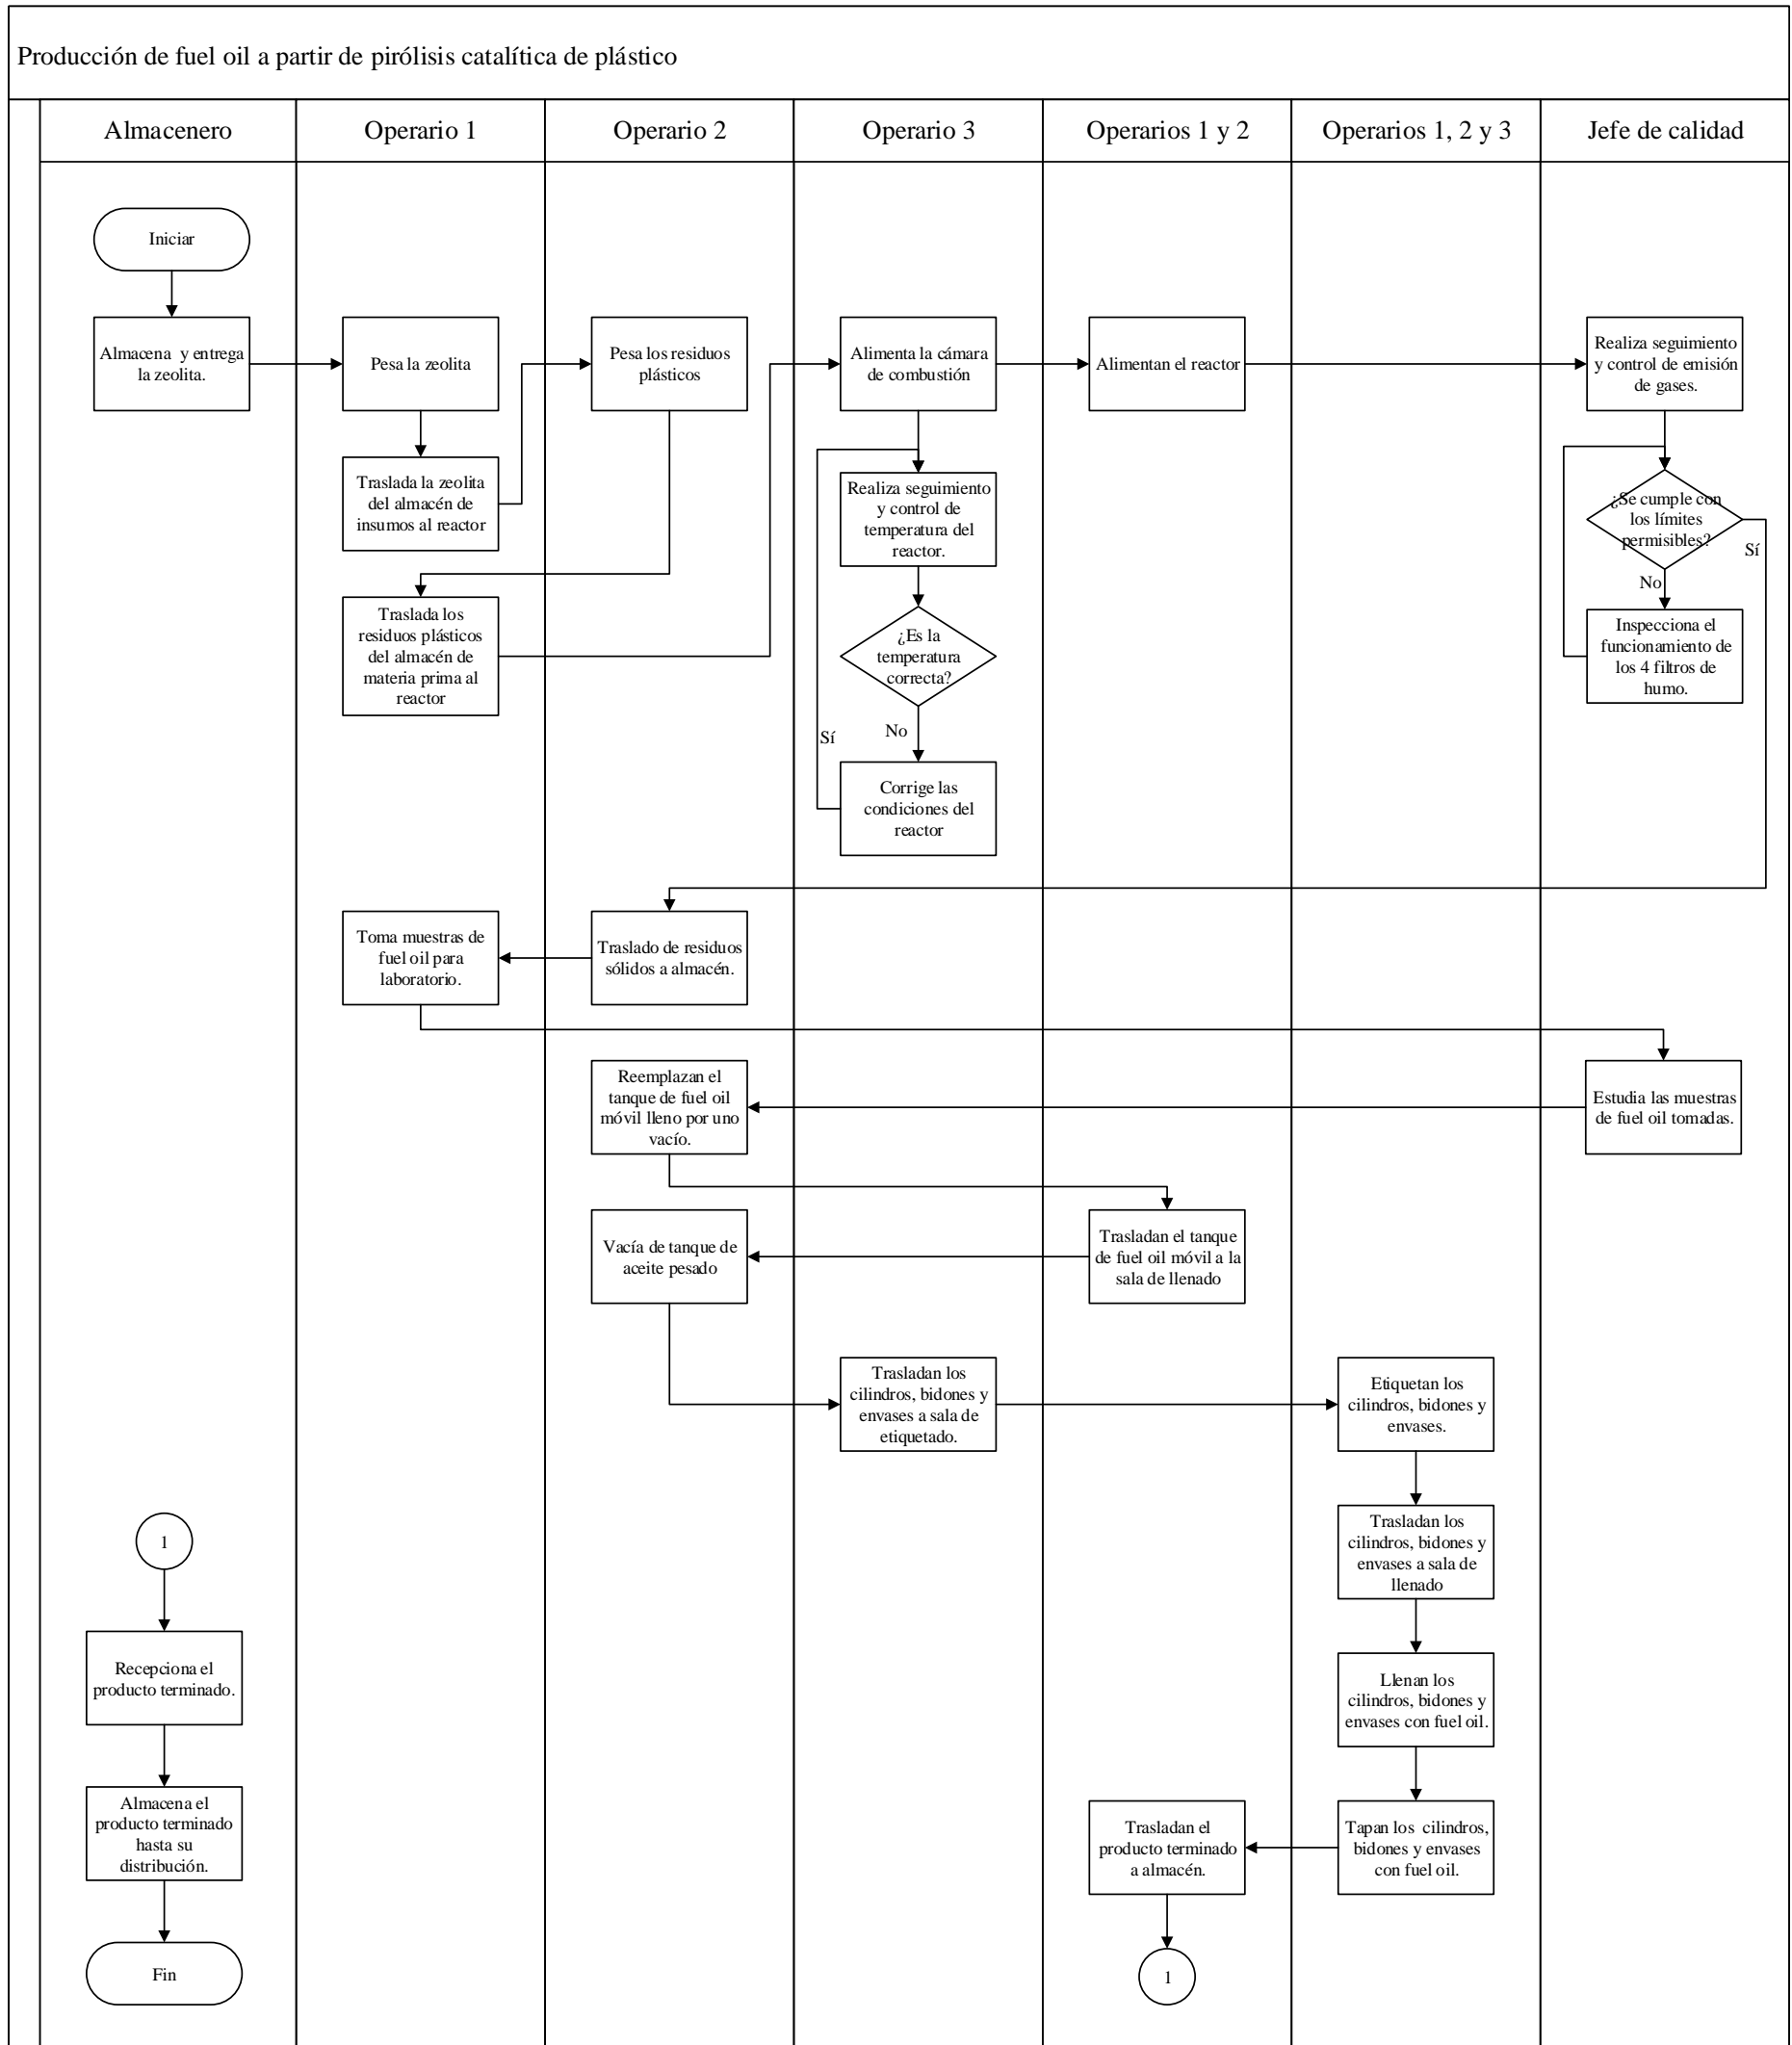 Producción de fuel oil a partir de pirólisis catalítica de plástico
Almacenero
Operario 1
Operario 2
Operario 3
Operarios 1 y 2
Operarios 1, 2 y 3
Jefe de calidad
Iniciar
Almacena y entrega
la zeolita.
Pesa la zeolita
Pesa los residuos
plásticos
Alimenta la cámara
de combustión
Alimentan el reactor
Realiza seguimiento
y control de emisión
de gases.
Traslada la zeolita
del almacén de
insumos al reactor
Realiza seguimiento
y control de
temperatura del
reactor.
¿Se cumple con
los límites
permisibles?
Sí
No
Traslada los
residuos plásticos
del almacén de
materia prima al
reactor
¿Es la
temperatura
correcta?
Inspecciona el
funcionamiento de
los 4 filtros de
humo.
Sí
No
Corrige las
condiciones del
reactor
Toma muestras de
fuel oil para
laboratorio.
Traslado de residuos
sólidos a almacén.
Reemplazan el
tanque de fuel oil
móvil lleno por uno
vacío.
Estudia las muestras
de fuel oil tomadas.
Vacía de tanque de
aceite pesado
Trasladan el tanque
de fuel oil móvil a la
sala de llenado
Trasladan los
cilindros, bidones y
envases a sala de
etiquetado.
Etiquetan los
cilindros, bidones y
envases.
1
Trasladan los
cilindros, bidones y
envases a sala de
llenado
Recepciona el
producto terminado.
Llenan los
cilindros, bidones y
envases con fuel oil.
Almacena el
producto terminado
hasta su
distribución.
Trasladan el
producto terminado
a almacén.
Tapan los cilindros,
bidones y envases
con fuel oil.
Fin
1